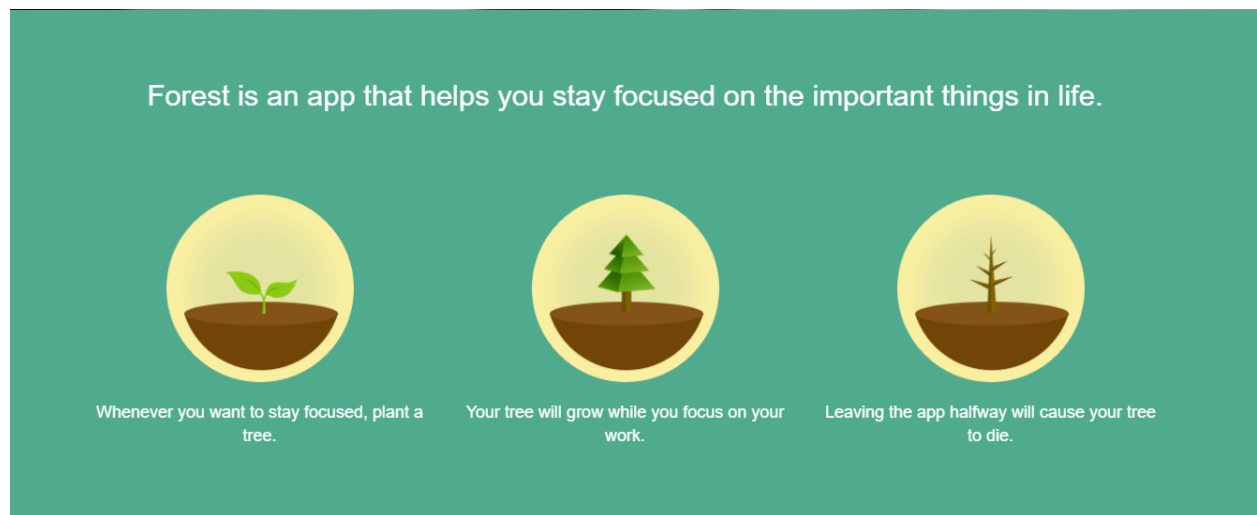 Forest is an app that helps you stay focused on the important things in life.
Whenever you want to stay focused, plant a
tree.
Your tree will grow while you focus on your
work.
Leaving the app halfway will cause your tree
to die.